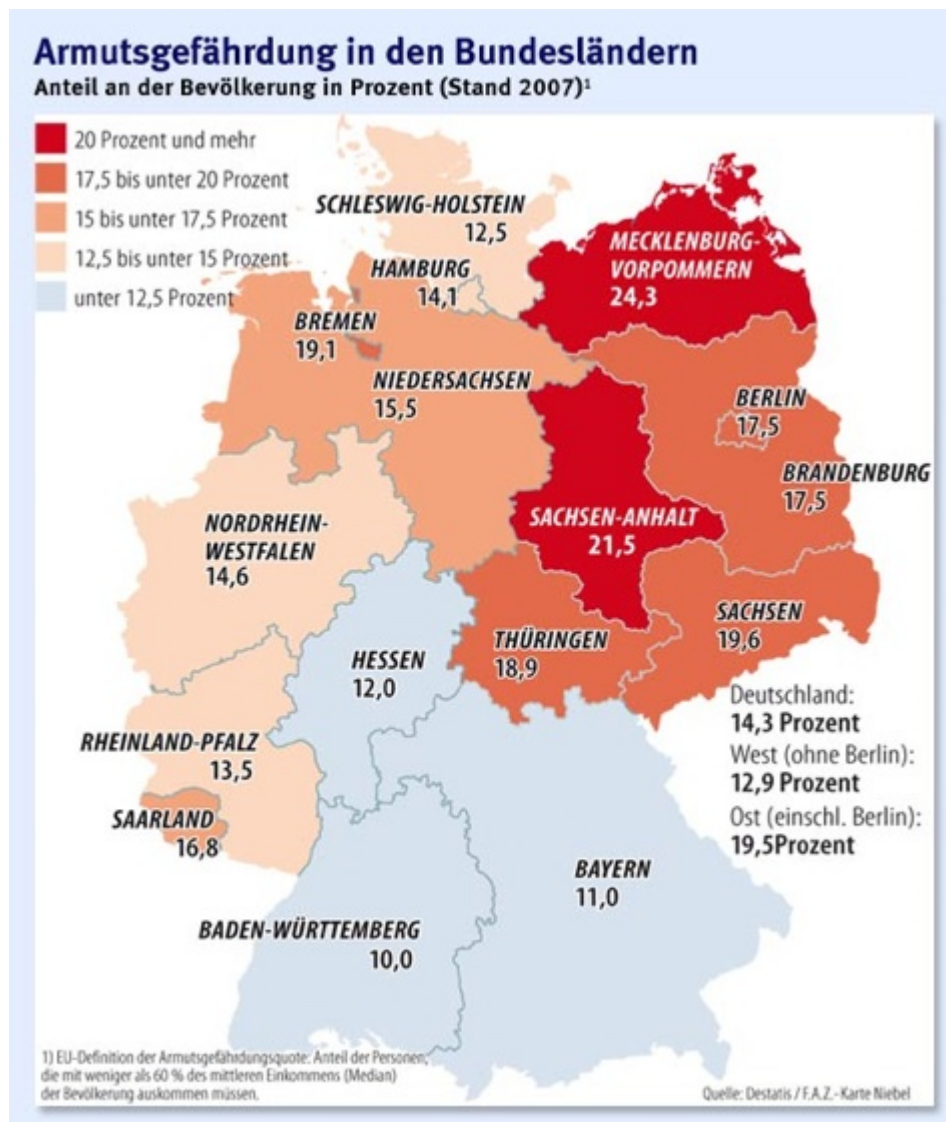 Armutsgefährdung in den Bundesländern
Anteil an der Bevölkerung in Prozent (Stand 2007)¹
20 Prozent und mehr
17,5 bis unter 20 Prozent
15 bis unter 17,5 Prozent
12,5 bis unter 15 Prozent
unter 12,5 Prozent
SCHLESWIG-HOLSTEIN
12,5
MECKLENBURG-
VORPOMMERN
24,3
HAMBURG
14,1
BREMEN
19,1
NIEDERSACHSEN
15,5
BERLIN
17,5
BRANDENBURG
17,5
SACHSEN-ANHALT
21,5
NORDRHEIN-
WESTFALEN
14,6
SACHSEN
19,6
THÜRINGEN
18,9
HESSEN
12,0
RHEINLAND-PFALZ
13,5
SAARLAND
16,8
BAYERN
11,0
BADEN-WÜRTTEMBERG
10,0
Deutschland:
14,3 Prozent
West (ohne Berlin):
12,9 Prozent
Ost (einschl. Berlin):
19,5Prozent
1) EU-Definition der Armutsgefährdungsquote: Anteil der Personen,
die mit weniger als 60 % des mittleren Einkommens (Median)
der Bevölkerung auskommen müssen.
Quelle: Destatis / F.A.Z.-Karte Niebel